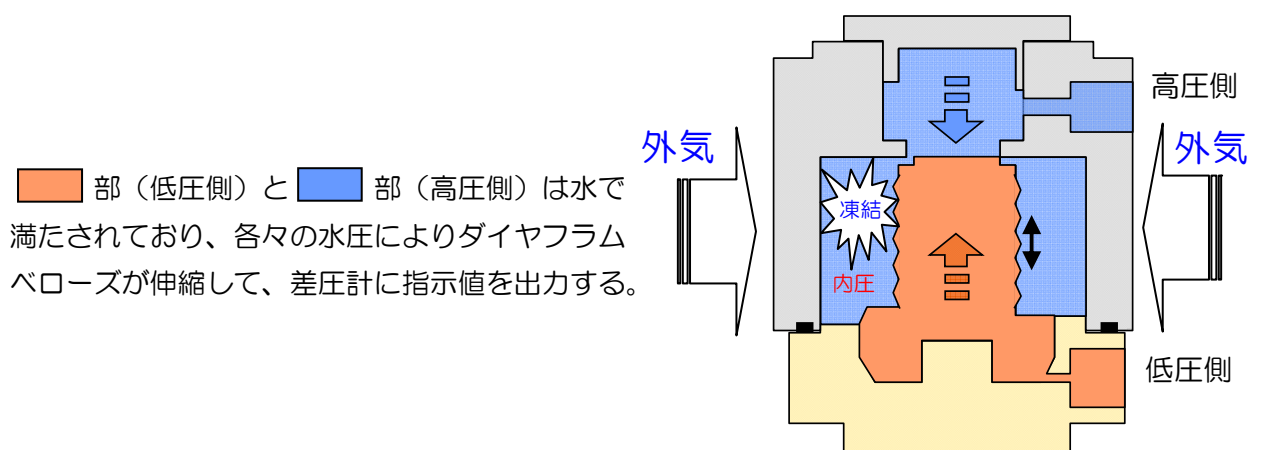 高圧側
外気
外気
部（低圧側）と 部（高圧側）は水で
満たされており、各々の水圧によりダイヤフラム
ベローズが伸縮して、差圧計に指示値を出力する。
凍結
内圧
低圧側